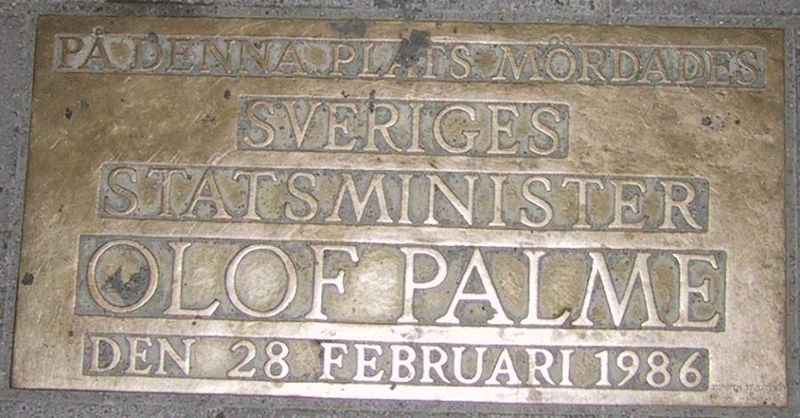 PÅ DENNA PLATS MÖRDADES
SVERIGES
STATSMINISTER
OLOF PALME
DEN 28 FEBRUARI 1986